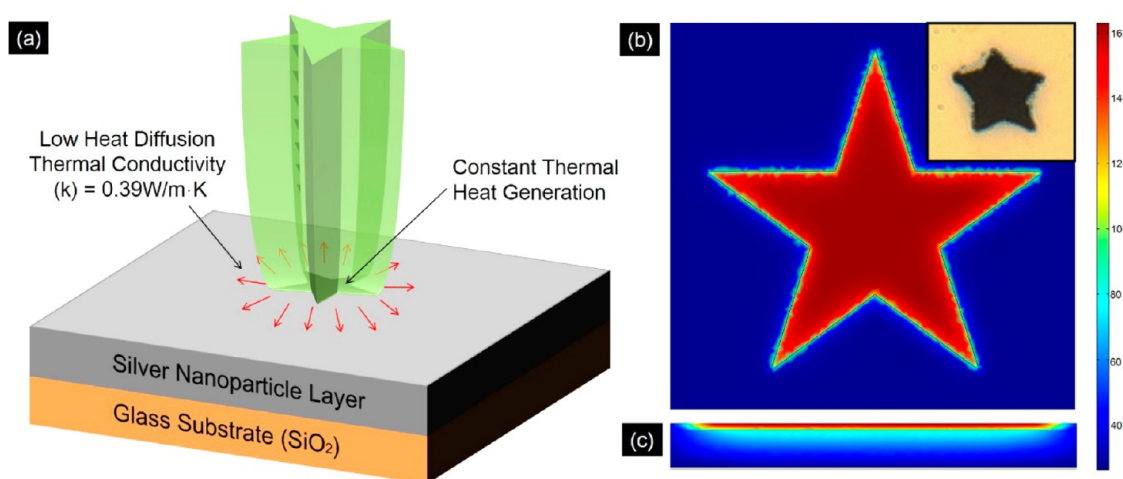 (a)
Low Heat Diffusion
Thermal Conductivity
(k) = 0.39W/m·K
Constant Thermal
Heat Generation
Silver Nanoparticle Layer
Glass Substrate (SiO₂)
(b)
(c)
16
14
12
10
80
60
40